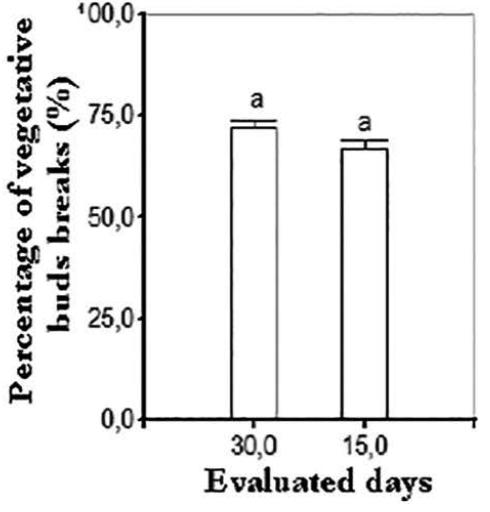 Percentage of vegetative
buds breaks (%)
100,0
75,0
50,0
25,0
0,0
a
a
30,0
15,0
Evaluated days